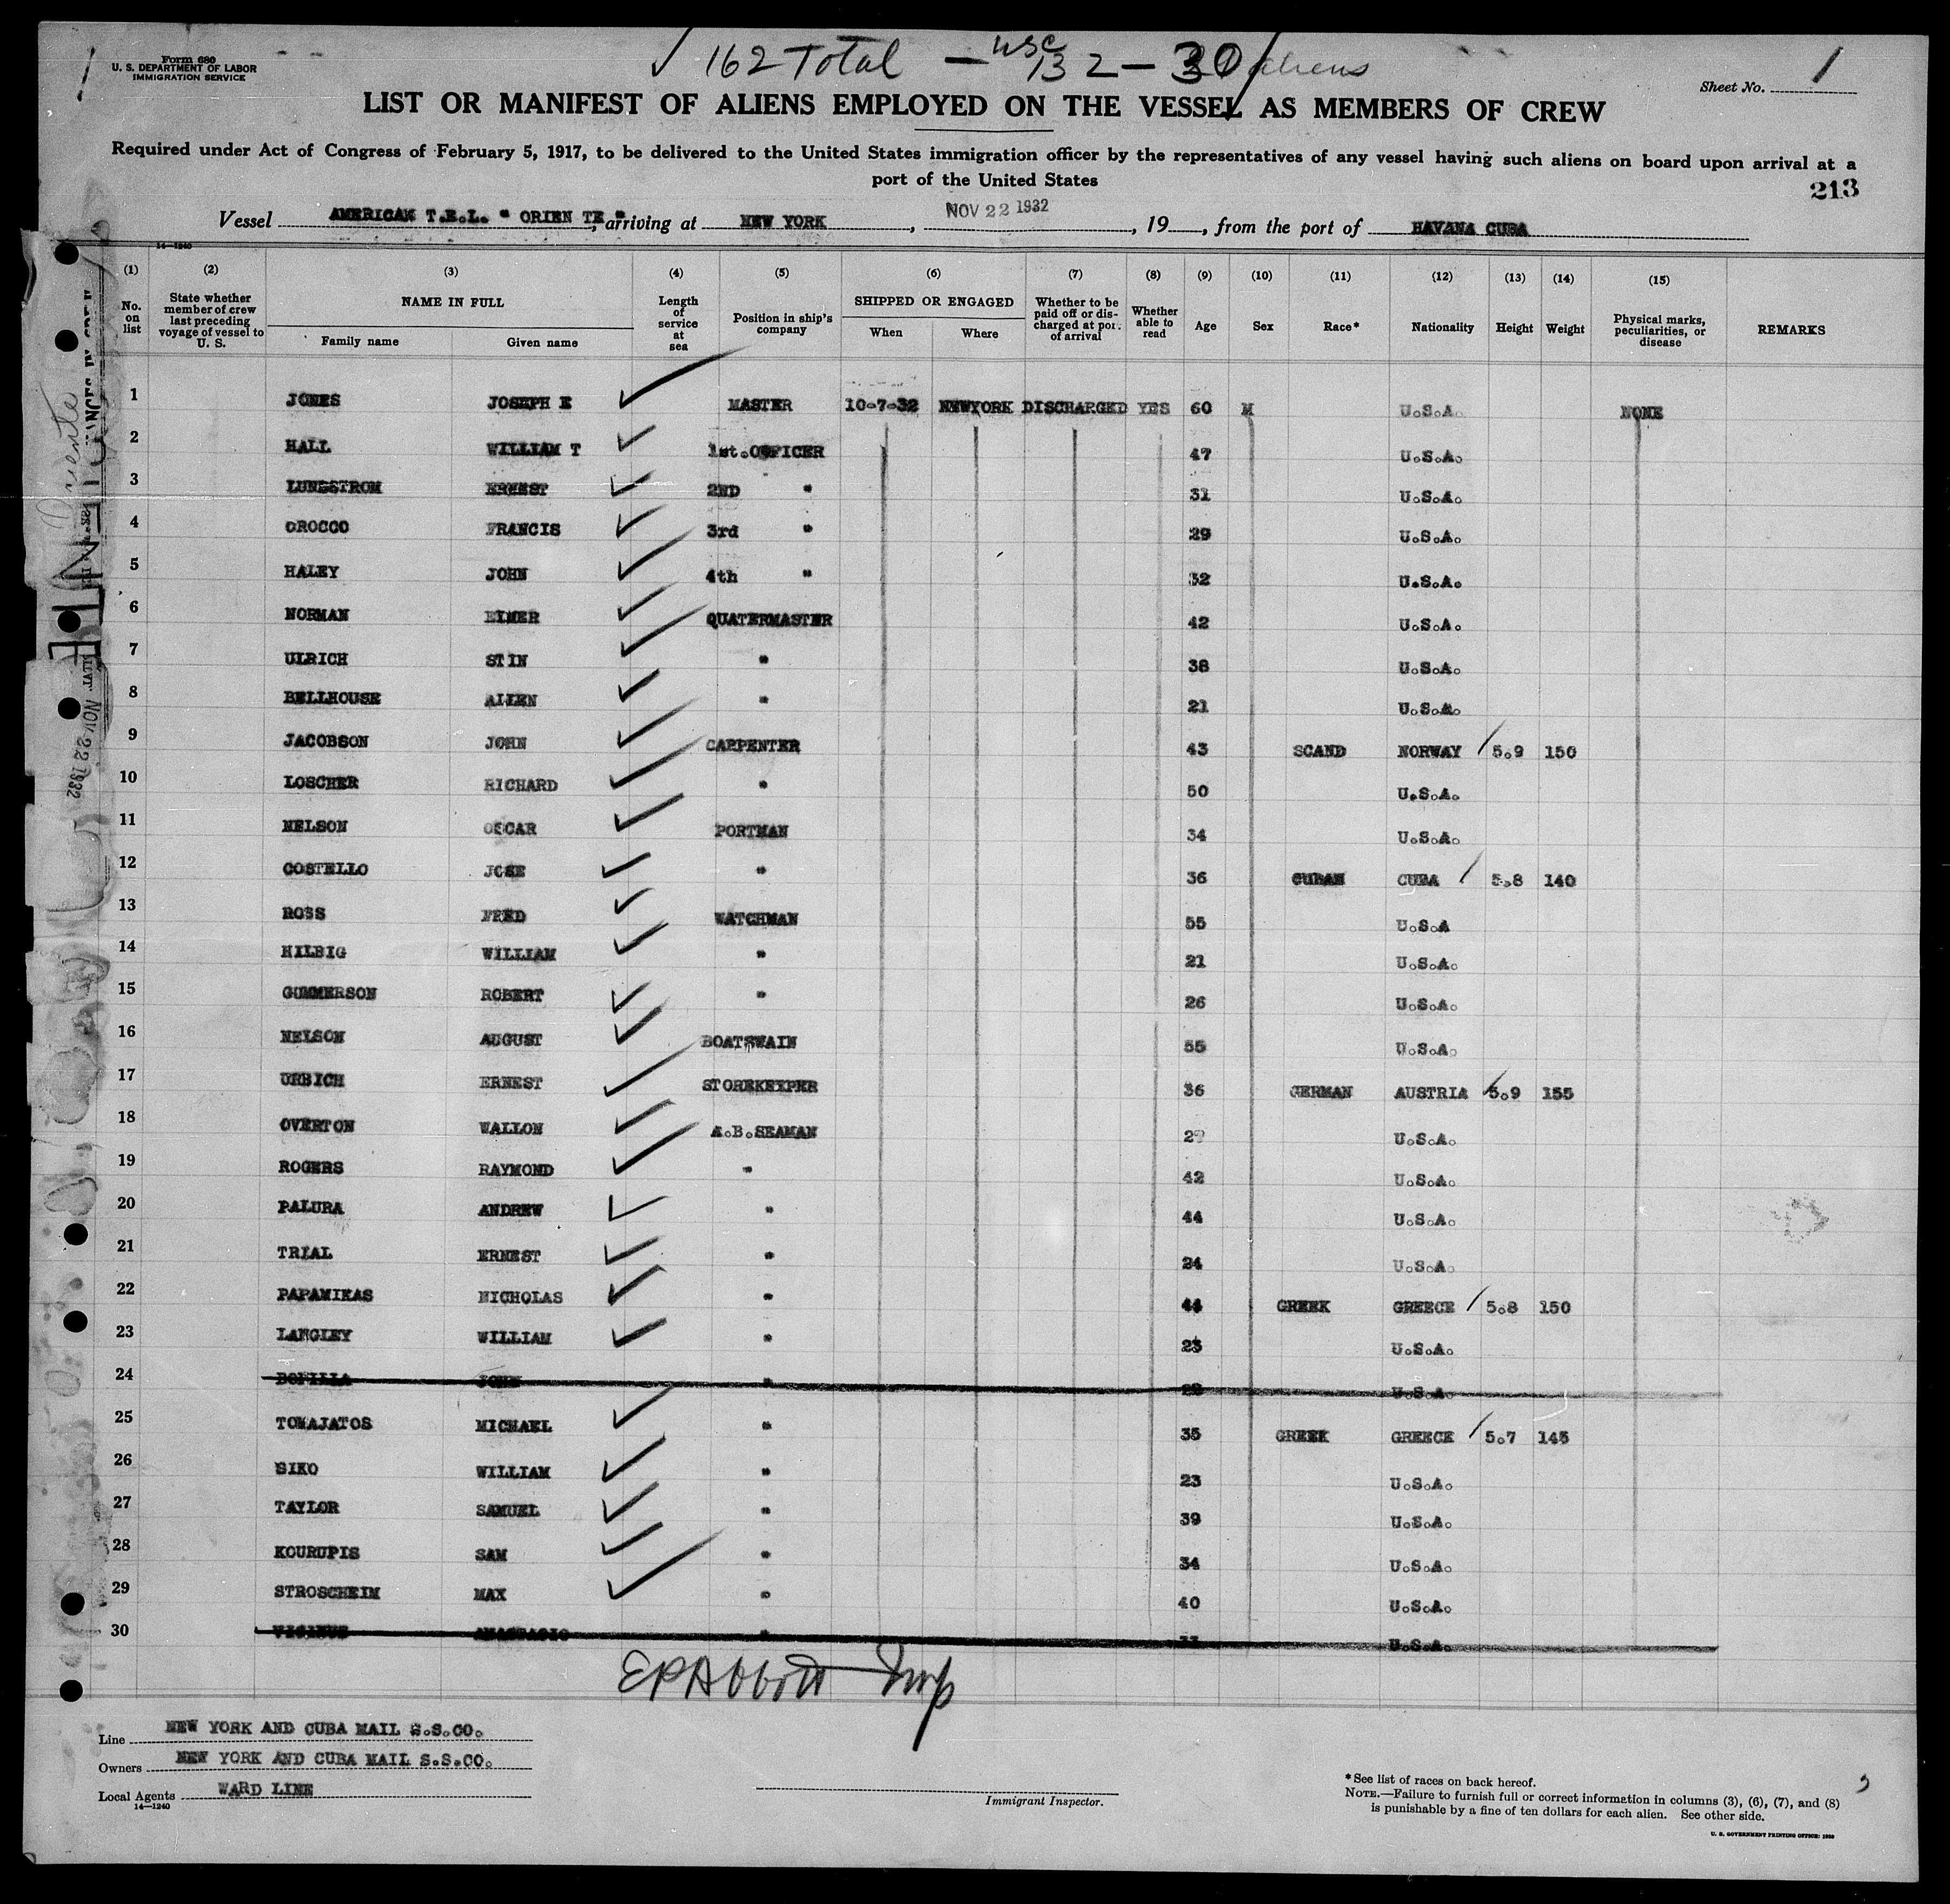 Form 680
U. S. DEPARTMENT OF LABOR
IMMIGRATION SERVICE
162 Total — usc 132 — 30 aliens
Sheet No. 1
LIST OR MANIFEST OF ALIENS EMPLOYED ON THE VESSEL AS MEMBERS OF CREW
Required under Act of Congress of February 5, 1917, to be delivered to the United States immigration officer by the representatives of any vessel having such aliens on board upon arrival at a
port of the United States
213
Vessel AMERICAN T.E.L. " ORIEN TE ", arriving at NEW YORK, NOV 22 1932, 19, from the port of HAVANA CUBA
14—1240
(1) (2) (3) (4) (5) (6) (7) (8) (9) (10) (11) (12) (13) (14) (15)
No. on list
State whether member of crew last preceding voyage of vessel to U. S.
NAME IN FULL
Family name Given name
Length of service at sea
Position in ship's company
SHIPPED OR ENGAGED
When Where
Whether to be paid off or discharged at port of arrival
Whether able to read
Age Sex Race* Nationality Height Weight
Physical marks, peculiarities, or disease
REMARKS
1 JONES JOSEPH E MASTER 10-7-32 NEWYORK DISCHARGED YES 60 M U.S.A. NONE
2 HALL WILLIAM T 1st.OFFICER 47 U.S.A.
3 LUNDSTROM ERNEST 2ND " 31 U.S.A.
4 OROCCO FRANCIS 3rd " 29 U.S.A.
5 HALEY JOHN 4th " 32 U.S.A.
6 NORMAN ELMER QUATERMASTER 42 U.S.A.
7 ULRICH STIN " 38 U.S.A.
8 BELLHOUSE ALLEN " 21 U.S.A.
9 JACOBSON JOHN CARPENTER 43 SCAND NORWAY 5.9 150
10 LOSCHER RICHARD " 50 U.S.A.
11 NELSON OSCAR PORTMAN 34 U.S.A.
12 COSTELLO JOSE " 36 CUBAN CUBA 5.8 140
13 ROSS FRED WATCHMAN 55 U.S.A
14 HILBIG WILLIAM " 21 U.S.A.
15 GUMMERSON ROBERT " 26 U.S.A.
16 NELSON AUGUST BOATSWAIN 55 U.S.A.
17 URBICH ERNEST STOREKEEPER 36 GERMAN AUSTRIA 5.9 155
18 OVERTON WALLON A.B.SEAMAN U.S.A.
19 ROGERS RAYMOND " 42 U.S.A.
20 PALURA ANDREW " 44 U.S.A.
21 TRIAL ERNEST " 24 U.S.A.
22 PAPAMIKAS NICHOLAS " 44 GREEK GREECE 5.8 150
23 LANGLEY WILLIAM " 23 U.S.A.
24 BOFILLA JOHN " U.S.A.
25 TOMAJATOS MICHAEL " 35 GREEK GREECE 5.7 145
26 SIKO WILLIAM " 23 U.S.A.
27 TAYLOR SAMUEL " 39 U.S.A.
28 KOURUPIS SAM " 34 U.S.A.
29 STROSCHEIM MAX " 40 U.S.A.
30 ANASTACIO " U.S.A.
EPAbbott Insp
Line NEW YORK AND CUBA MAIL S.S.CO.
Owners NEW YORK AND CUBA MAIL S.S.CO.
Local Agents WARD LINE
14—1240
Immigrant Inspector.
*See list of races on back hereof.
NOTE.—Failure to furnish full or correct information in columns (3), (6), (7), and (8)
is punishable by a fine of ten dollars for each alien. See other side.
U. S. GOVERNMENT PRINTING OFFICE: 1930
Oriente
NOV 22 1932